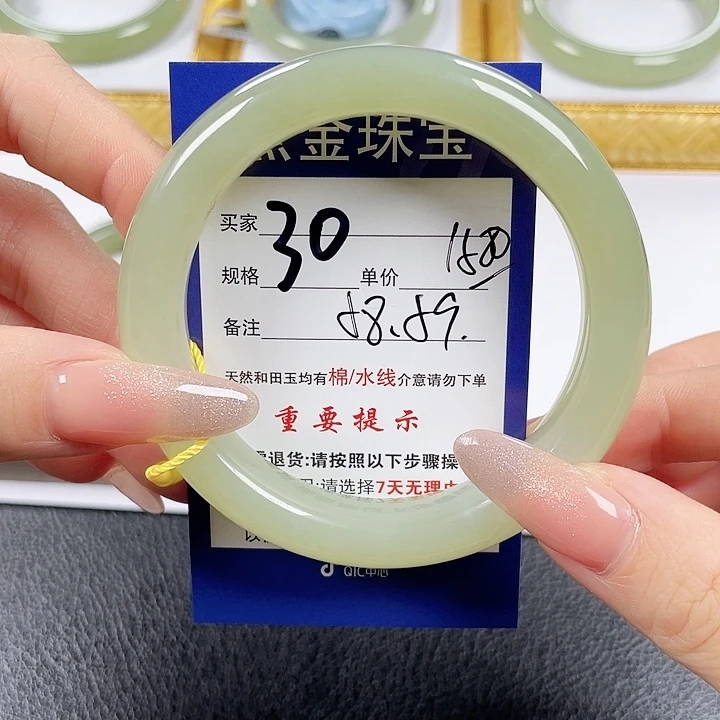 金珠宝
买家 30
规格 单价 1500
备注 58.59.
天然和田玉均有棉/水线介意请勿下单
重要提示
退货:请按照以下步骤操
:请选择7天无理由
QIC中心